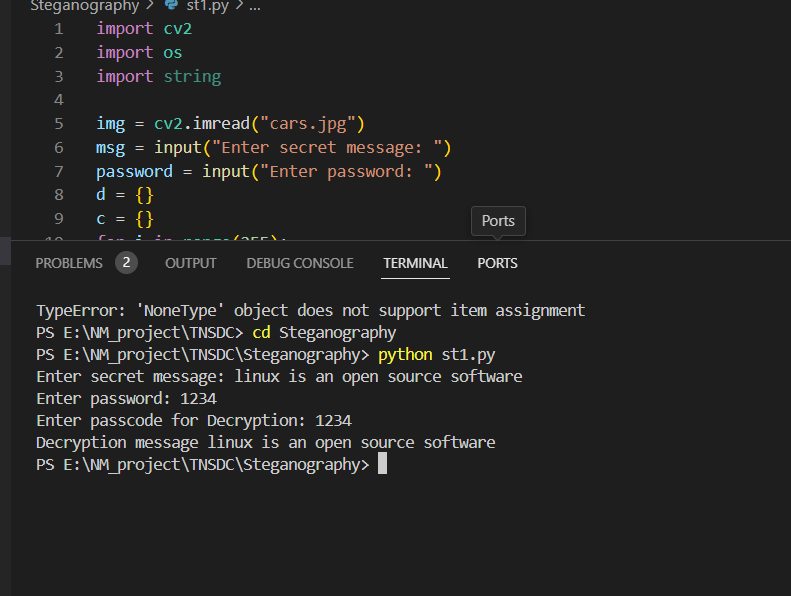 Steganography > st1.py > ...
1 import cv2
2 import os
3 import string
4
5 img = cv2.imread("cars.jpg")
6 msg = input("Enter secret message: ")
7 password = input("Enter password: ")
8 d = {}
9 c = {}
Ports
PROBLEMS 2 OUTPUT DEBUG CONSOLE TERMINAL PORTS
TypeError: 'NoneType' object does not support item assignment
PS E:\NM_project\TNSDC> cd Steganography
PS E:\NM_project\TNSDC\Steganography> python st1.py
Enter secret message: linux is an open source software
Enter password: 1234
Enter passcode for Decryption: 1234
Decryption message linux is an open source software
PS E:\NM_project\TNSDC\Steganography>